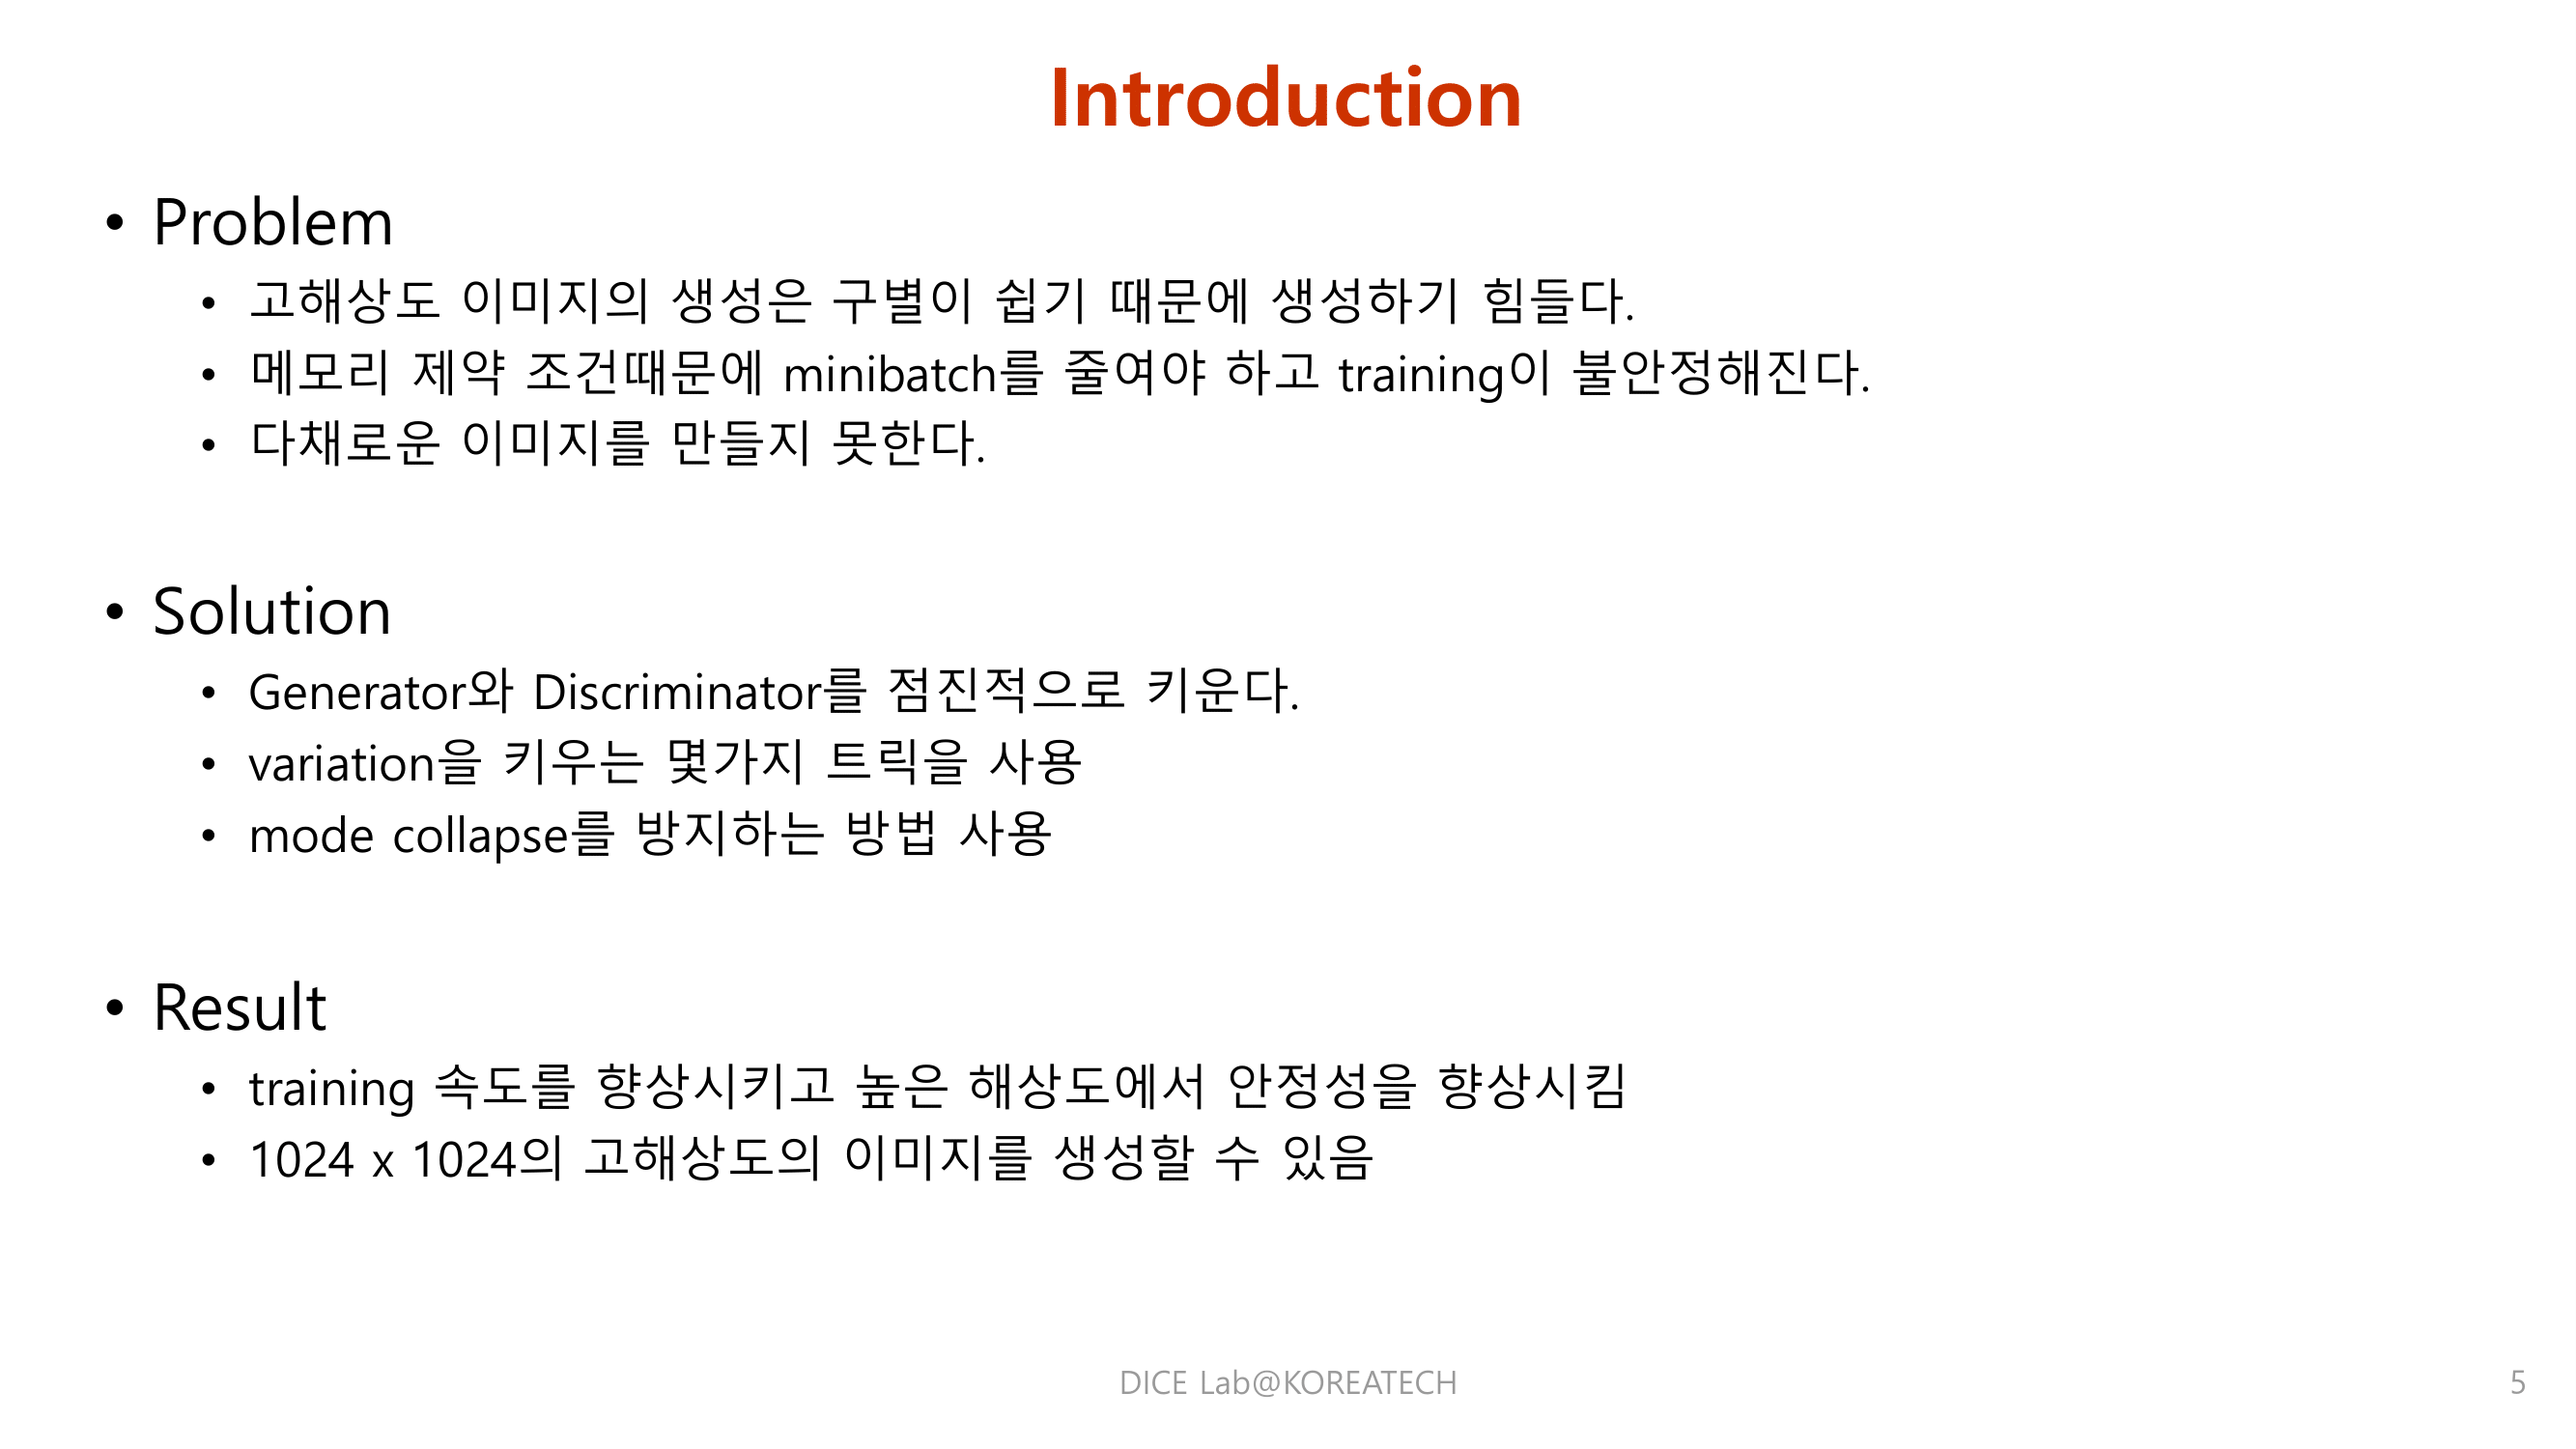 Introduction
• Problem
• 고해상도 이미지의 생성은 구별이 쉽기 때문에 생성하기 힘들다.
• 메모리 제약 조건때문에 minibatch를 줄여야 하고 training이 불안정해진다.
• 다채로운 이미지를 만들지 못한다.
• Solution
• Generator와 Discriminator를 점진적으로 키운다.
• variation을 키우는 몇가지 트릭을 사용
• mode collapse를 방지하는 방법 사용
• Result
• training 속도를 향상시키고 높은 해상도에서 안정성을 향상시킴
• 1024 x 1024의 고해상도의 이미지를 생성할 수 있음
DICE Lab@KOREATECH
5